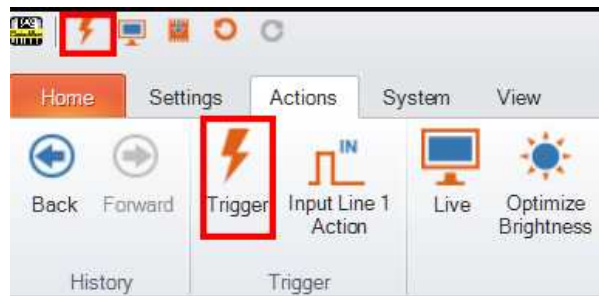 Home Settings Actions System View
IN
Back Forward Trigger Input Line 1 Live Optimize
Action Brightness
History Trigger